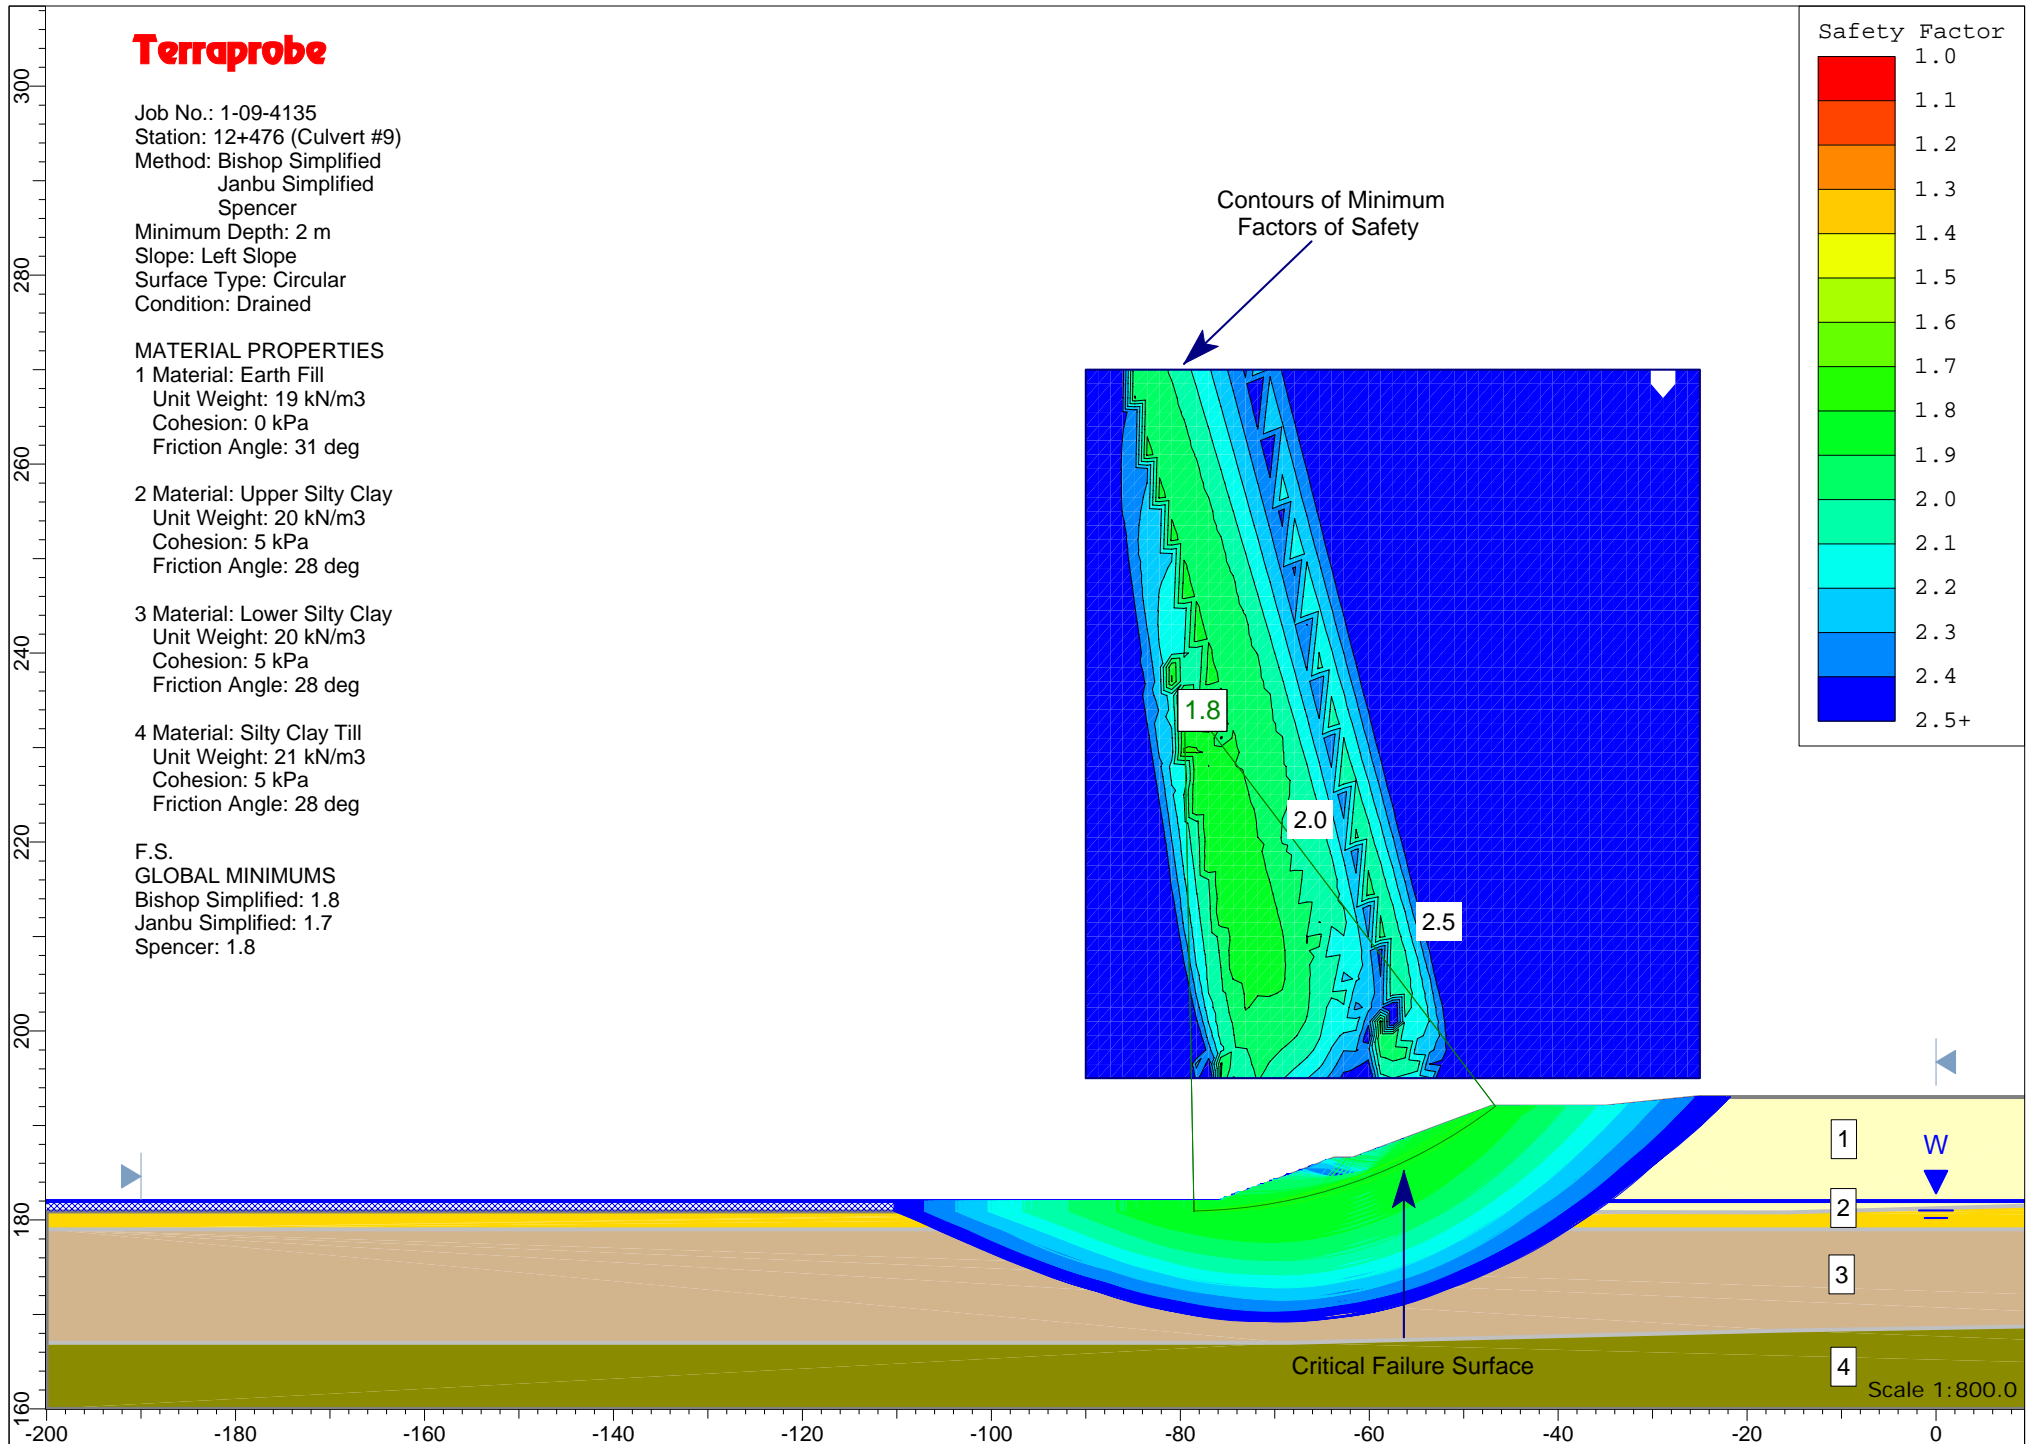 Terraprobe
Job No.: 1-09-4135
Station: 12+476 (Culvert #9)
Method: Bishop Simplified
Janbu Simplified
Spencer
Minimum Depth: 2 m
Slope: Left Slope
Surface Type: Circular
Condition: Drained
MATERIAL PROPERTIES
1 Material: Earth Fill
Unit Weight: 19 kN/m3
Cohesion: 0 kPa
Friction Angle: 31 deg
2 Material: Upper Silty Clay
Unit Weight: 20 kN/m3
Cohesion: 5 kPa
Friction Angle: 28 deg
3 Material: Lower Silty Clay
Unit Weight: 20 kN/m3
Cohesion: 5 kPa
Friction Angle: 28 deg
4 Material: Silty Clay Till
Unit Weight: 21 kN/m3
Cohesion: 5 kPa
Friction Angle: 28 deg
F.S.
GLOBAL MINIMUMS
Bishop Simplified: 1.8
Janbu Simplified: 1.7
Spencer: 1.8
Contours of Minimum
Factors of Safety
Safety Factor
1.0
1.1
1.2
1.3
1.4
1.5
1.6
1.7
1.8
1.9
2.0
2.1
2.2
2.3
2.4
2.5+
1.8
2.0
2.5
1
W
2
3
4
Critical Failure Surface
Scale 1:800.0
300
280
260
240
220
200
180
160
-200
-180
-160
-140
-120
-100
-80
-60
-40
-20
0